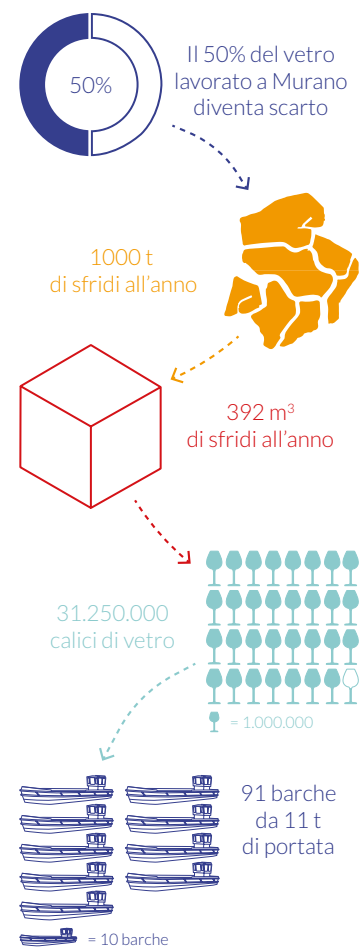 50%
Il 50% del vetro
lavorato a Murano
diventa scarto
1000 t
di sfridi all'anno
392 m³
di sfridi all'anno
31.250.000
calici di vetro
= 1.000.000
91 barche
da 11 t
di portata
= 10 barche